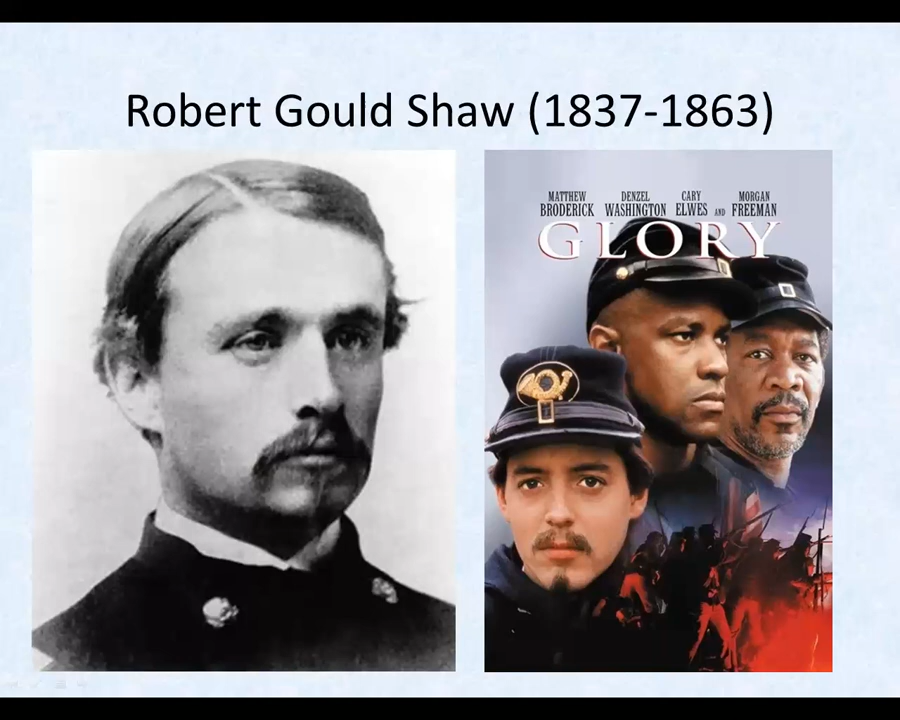 Robert Gould Shaw (1837-1863)
MATTHEW BRODERICK DENZEL WASHINGTON CARY ELWES AND MORGAN FREEMAN
GLORY